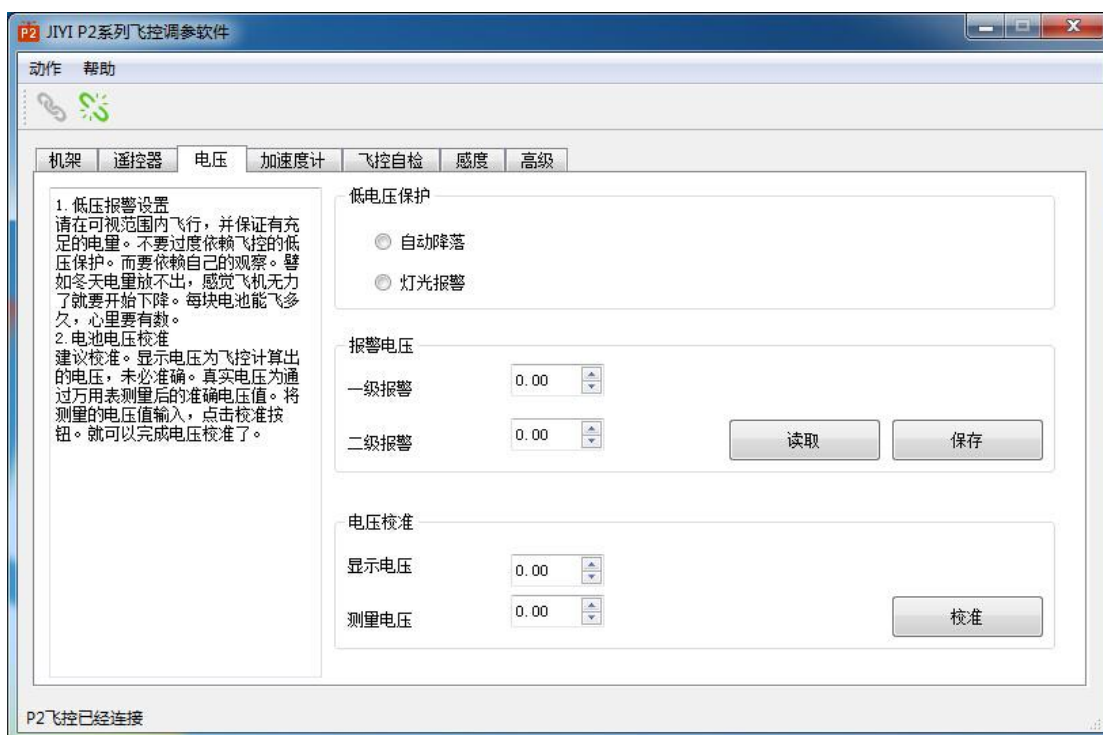 P2 JIYI P2系列飞控调参软件
动作 帮助
机架 遥控器 电压 加速度计 飞控自检 感度 高级
1.低压报警设置
请在可视范围内飞行，并保证有充
足的电量。不要过度依赖飞控的低
压保护。而要依赖自己的观察。譬
如冬天电量放不出，感觉飞机无力
了就要开始下降。每块电池能飞多
久，心里要有数。
2.电池电压校准
建议校准。显示电压为飞控计算出
的电压，未必准确。真实电压为通
过万用表测量后的准确电压值。将
测量的电压值输入，点击校准按
钮。就可以完成电压校准了。
低电压保护
自动降落
灯光报警
报警电压
一级报警 0.00
二级报警 0.00 读取 保存
电压校准
显示电压 0.00
测量电压 0.00 校准
P2飞控已经连接